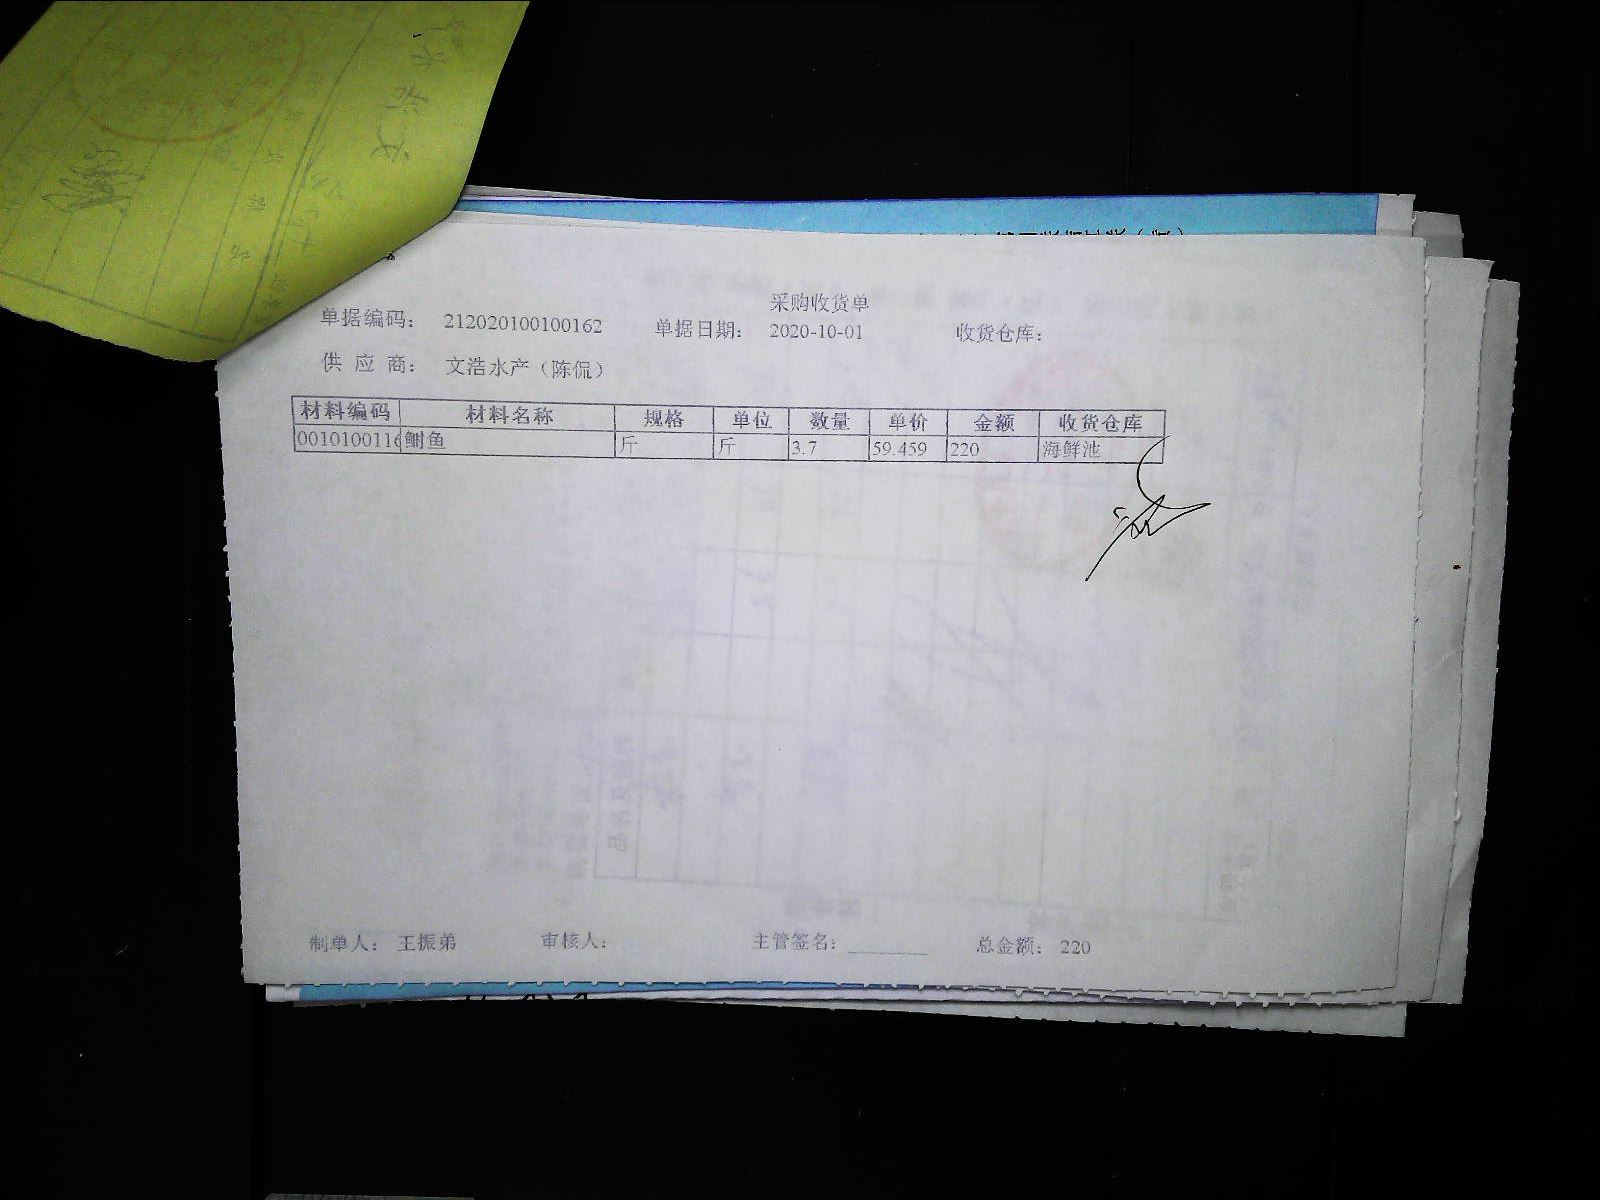 采购收货单
单据编码： 212020100100162 单据日期： 2020-10-01 收货仓库：
供应商： 文浩水产（陈侃）
材料编码 材料名称 规格 单位 数量 单价 金额 收货仓库
0010100116 鮰鱼 斤 斤 3.7 59.459 220 海鲜池
制单人： 王振弟 审核人： 主管签名： 总金额： 220